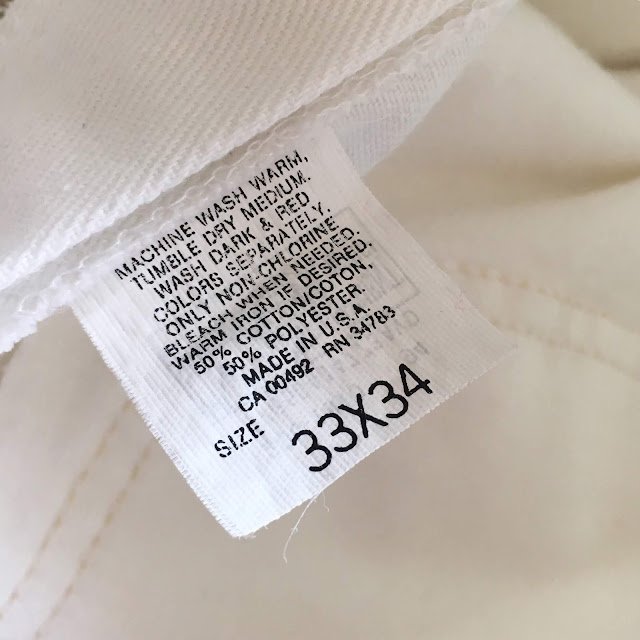 MACHINE WASH WARM,
TUMBLE DRY MEDIUM.
WASH DARK & RED
COLORS SEPARATELY.
ONLY NON-CHLORINE
BLEACH WHEN NEEDED.
WARM IRON IF DESIRED.
50% COTTON/COTON,
50% POLYESTER.
MADE IN U.S.A.
CA 00492 RN 34783
SIZE 33X34